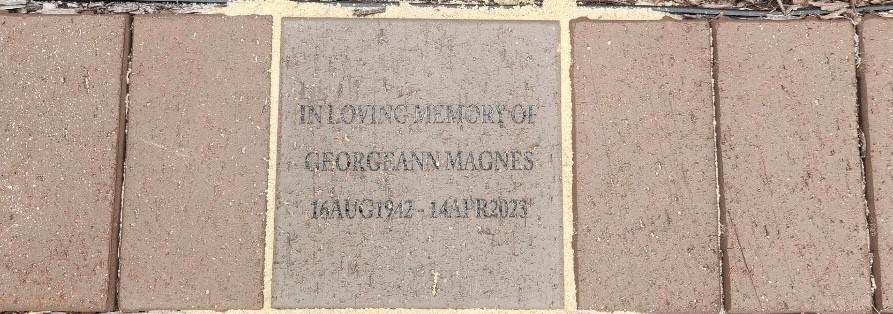 IN LOVING MEMORY OF
GEORGEANN MAGNES
16AUG1942 - 14APR2023